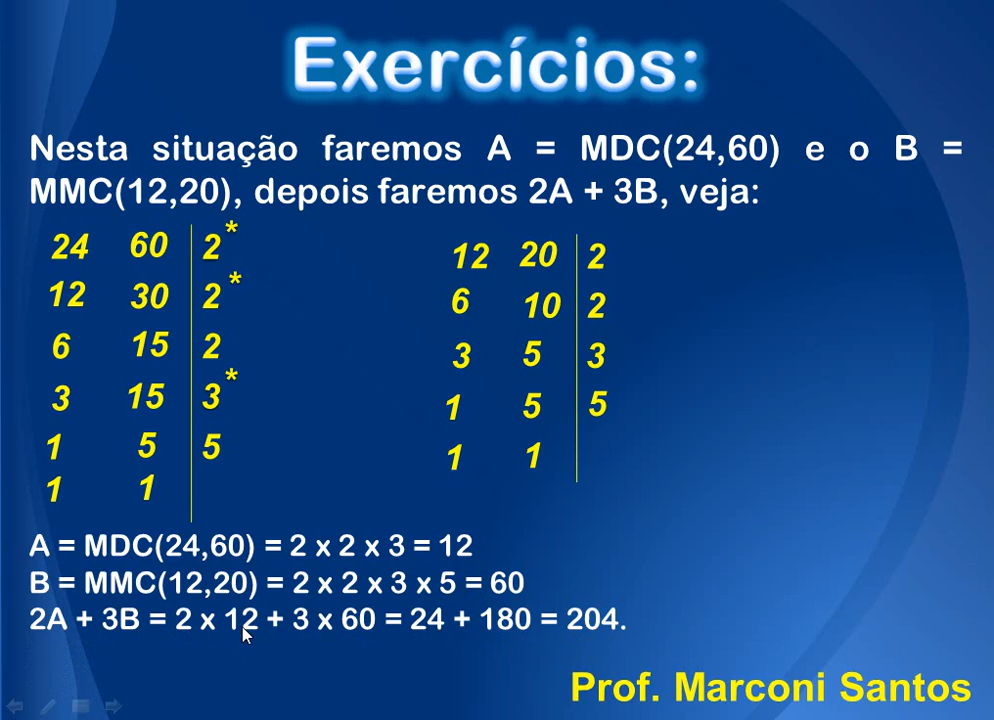 Exercícios:
Nesta situação faremos A = MDC(24,60) e o B =
MMC(12,20), depois faremos 2A + 3B, veja:
24 60 2*
12 30 2*
6 15 2
3 15 3*
1 5 5
1 1
12 20 2
6 10 2
3 5 3
1 5 5
1 1
A = MDC(24,60) = 2 x 2 x 3 = 12
B = MMC(12,20) = 2 x 2 x 3 x 5 = 60
2A + 3B = 2 x 12 + 3 x 60 = 24 + 180 = 204.
Prof. Marconi Santos